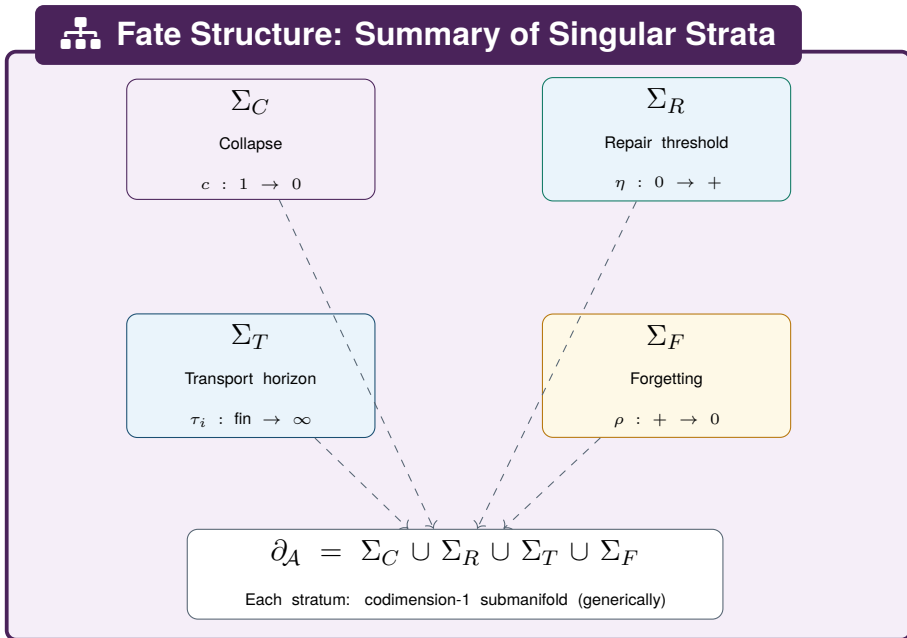 Fate Structure: Summary of Singular Strata
Σ_C
Collapse
c : 1 → 0
Σ_R
Repair threshold
η : 0 → +
Σ_T
Transport horizon
τ_i : fin → ∞
Σ_F
Forgetting
ρ : + → 0
∂_𝒜 = Σ_C ∪ Σ_R ∪ Σ_T ∪ Σ_F
Each stratum: codimension-1 submanifold (generically)